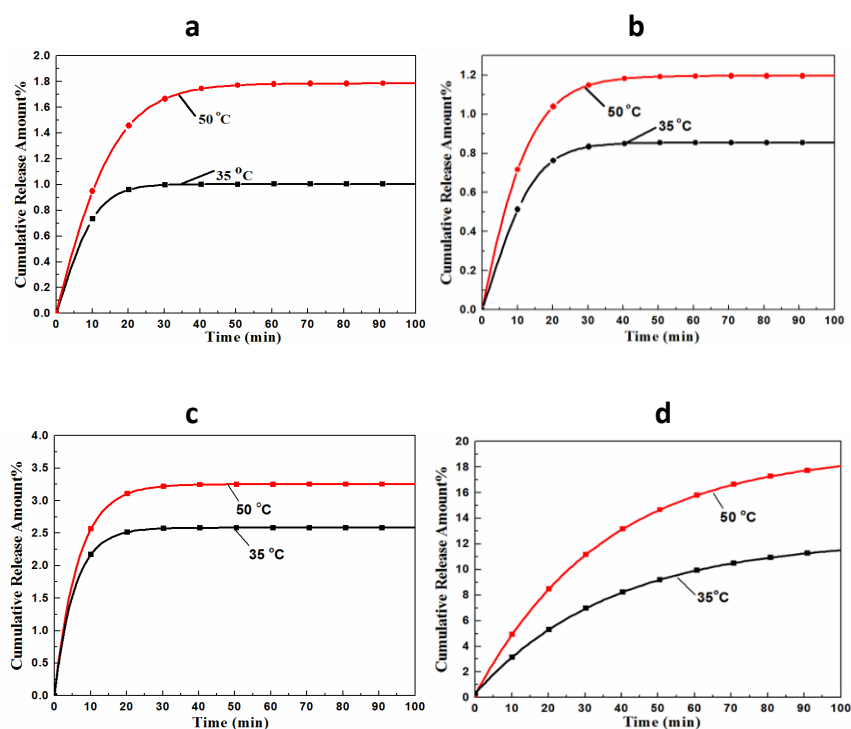 a
Cumulative Release Amount%
2.0
1.8
1.6
1.4
1.2
1.0
0.8
0.6
0.4
0.2
0.0
50 °C
35 °C
0 10 20 30 40 50 60 70 80 90 100
Time (min)
b
Cumulative Release Amount%
1.2
1.0
0.8
0.6
0.4
0.2
0.0
50 °C
35 °C
0 10 20 30 40 50 60 70 80 90 100
Time (min)
c
Cumulative Release Amount%
4.0
3.5
3.0
2.5
2.0
1.5
1.0
0.5
0.0
50 °C
35 °C
0 10 20 30 40 50 60 70 80 90 100
Time (min)
d
Cumulative Release Amount%
20
18
16
14
12
10
8
6
4
2
0
50 °C
35°C
0 10 20 30 40 50 60 70 80 90 100
Time (min)